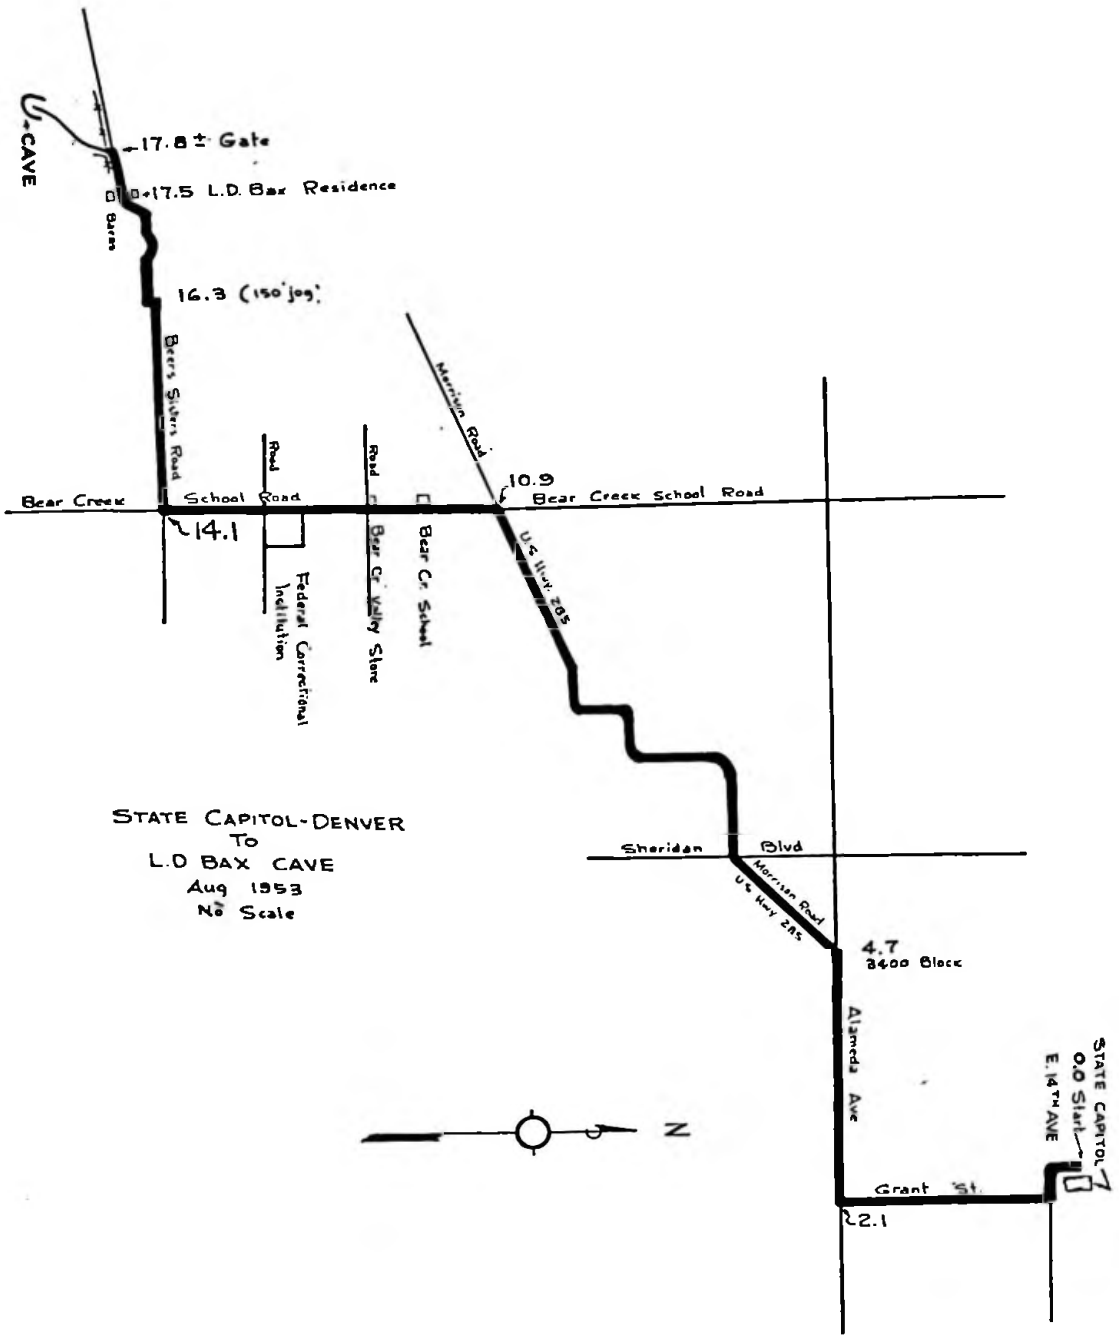 17.8 ± Gate
CAVE
17.5 L.D. Bax Residence
Barns
16.3 (150' jog)
Beers Sisters Road
Morrison Road
Road
Road
10.9
Bear Creek School Road
Bear Creek School Road
14.1
U.S. Hwy. 285
Bear Cr. School
Bear Cr. Valley Store
Federal Correctional
Institution
STATE CAPITOL-DENVER
TO
L.D BAX CAVE
Aug 1953
No Scale
Sheridan Blvd
Morrison Road
U.S. Hwy 285
4.7
3400 Block
Alameda Ave
STATE CAPITOL
0.0 Start
E. 14TH AVE
N
Grant St.
2.1